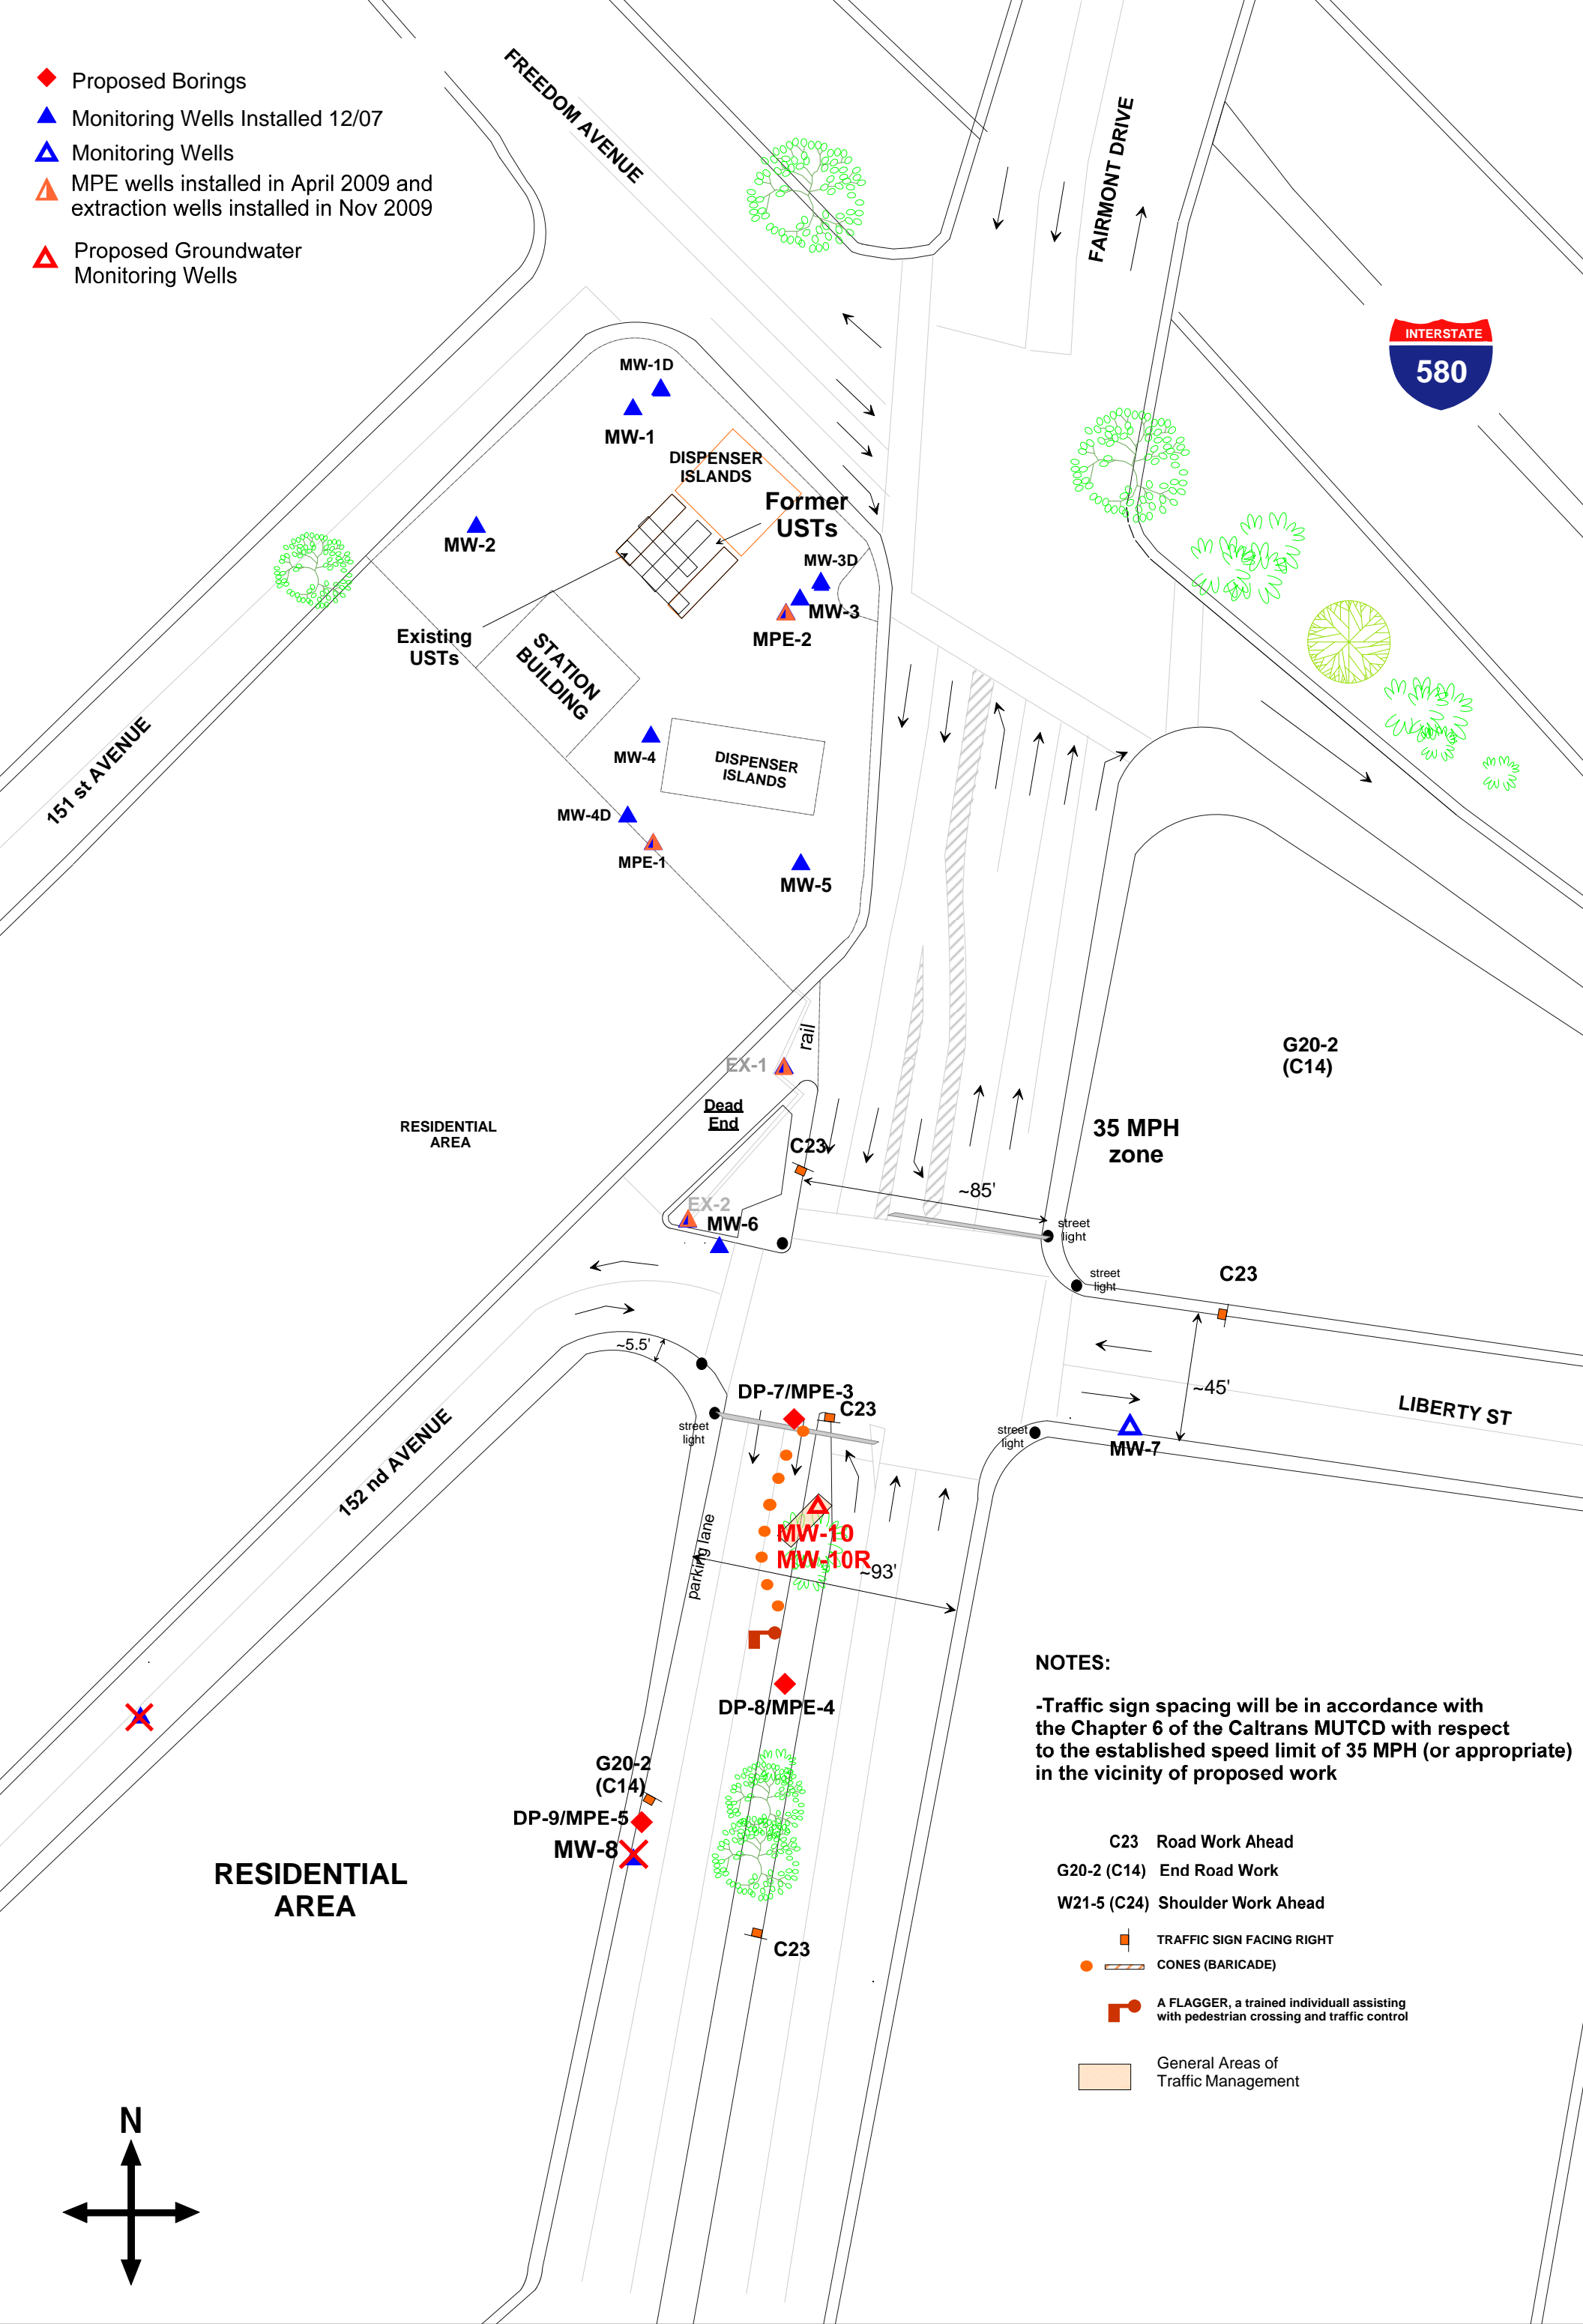 Proposed Borings
Monitoring Wells Installed 12/07
Monitoring Wells
MPE wells installed in April 2009 and
extraction wells installed in Nov 2009
Proposed Groundwater
Monitoring Wells
FREEDOM AVENUE
FAIRMONT DRIVE
INTERSTATE
580
MW-1D
MW-1
DISPENSER
ISLANDS
Former
USTs
MW-2
MW-3D
MW-3
MPE-2
Existing
USTs
STATION
BUILDING
151 st AVENUE
MW-4
DISPENSER
ISLANDS
MW-4D
MPE-1
MW-5
rail
EX-1
G20-2
(C14)
Dead
End
RESIDENTIAL
AREA
35 MPH
zone
C23
~85'
EX-2
MW-6
street
light
street
light
C23
~5.5'
~45'
DP-7/MPE-3
C23
LIBERTY ST
street
light
street
light
MW-7
152 nd AVENUE
MW-10
MW-10R
parking lane
~93'
NOTES:
-Traffic sign spacing will be in accordance with
the Chapter 6 of the Caltrans MUTCD with respect
to the established speed limit of 35 MPH (or appropriate)
in the vicinity of proposed work
DP-8/MPE-4
G20-2
(C14)
DP-9/MPE-5
MW-8
RESIDENTIAL
AREA
C23
C23 Road Work Ahead
G20-2 (C14) End Road Work
W21-5 (C24) Shoulder Work Ahead
TRAFFIC SIGN FACING RIGHT
CONES (BARICADE)
A FLAGGER, a trained individuall assisting
with pedestrian crossing and traffic control
General Areas of
Traffic Management
N